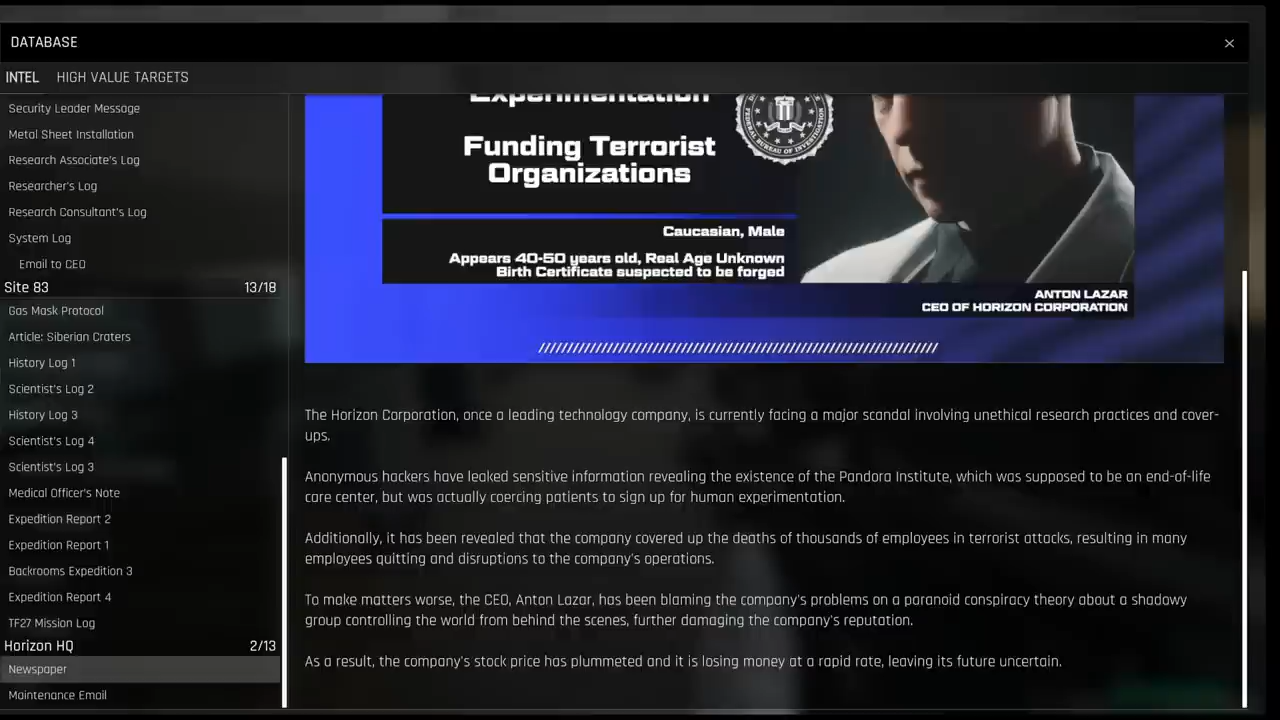 DATABASE
×
INTEL HIGH VALUE TARGETS
Security Leader Message
Metal Sheet Installation
Research Associate's Log
Researcher's Log
Research Consultant's Log
System Log
Email to CEO
Site 83 13/18
Gas Mask Protocol
Article: Siberian Craters
History Log 1
Scientist's Log 2
History Log 3
Scientist's Log 4
Scientist's Log 3
Medical Officer's Note
Expedition Report 2
Expedition Report 1
Backrooms Expedition 3
Expedition Report 4
TF27 Mission Log
Horizon HQ 2/13
Newspaper
Maintenance Email
Experimentation
Funding Terrorist
Organizations
Caucasian, Male
Appears 40-50 years old, Real Age Unknown
Birth Certificate suspected to be forged
FEDERAL BUREAU OF INVESTIGATION
ANTON LAZAR
CEO OF HORIZON CORPORATION
The Horizon Corporation, once a leading technology company, is currently facing a major scandal involving unethical research practices and cover-
ups.
Anonymous hackers have leaked sensitive information revealing the existence of the Pandora Institute, which was supposed to be an end-of-life
care center, but was actually coercing patients to sign up for human experimentation.
Additionally, it has been revealed that the company covered up the deaths of thousands of employees in terrorist attacks, resulting in many
employees quitting and disruptions to the company's operations.
To make matters worse, the CEO, Anton Lazar, has been blaming the company's problems on a paranoid conspiracy theory about a shadowy
group controlling the world from behind the scenes, further damaging the company's reputation.
As a result, the company's stock price has plummeted and it is losing money at a rapid rate, leaving its future uncertain.